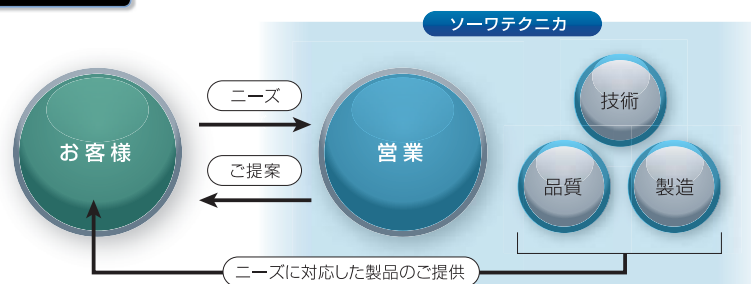 ソーワテクニカ
ニーズ
お客様
営業
技術
ご提案
品質
製造
ニーズに対応した製品のご提供